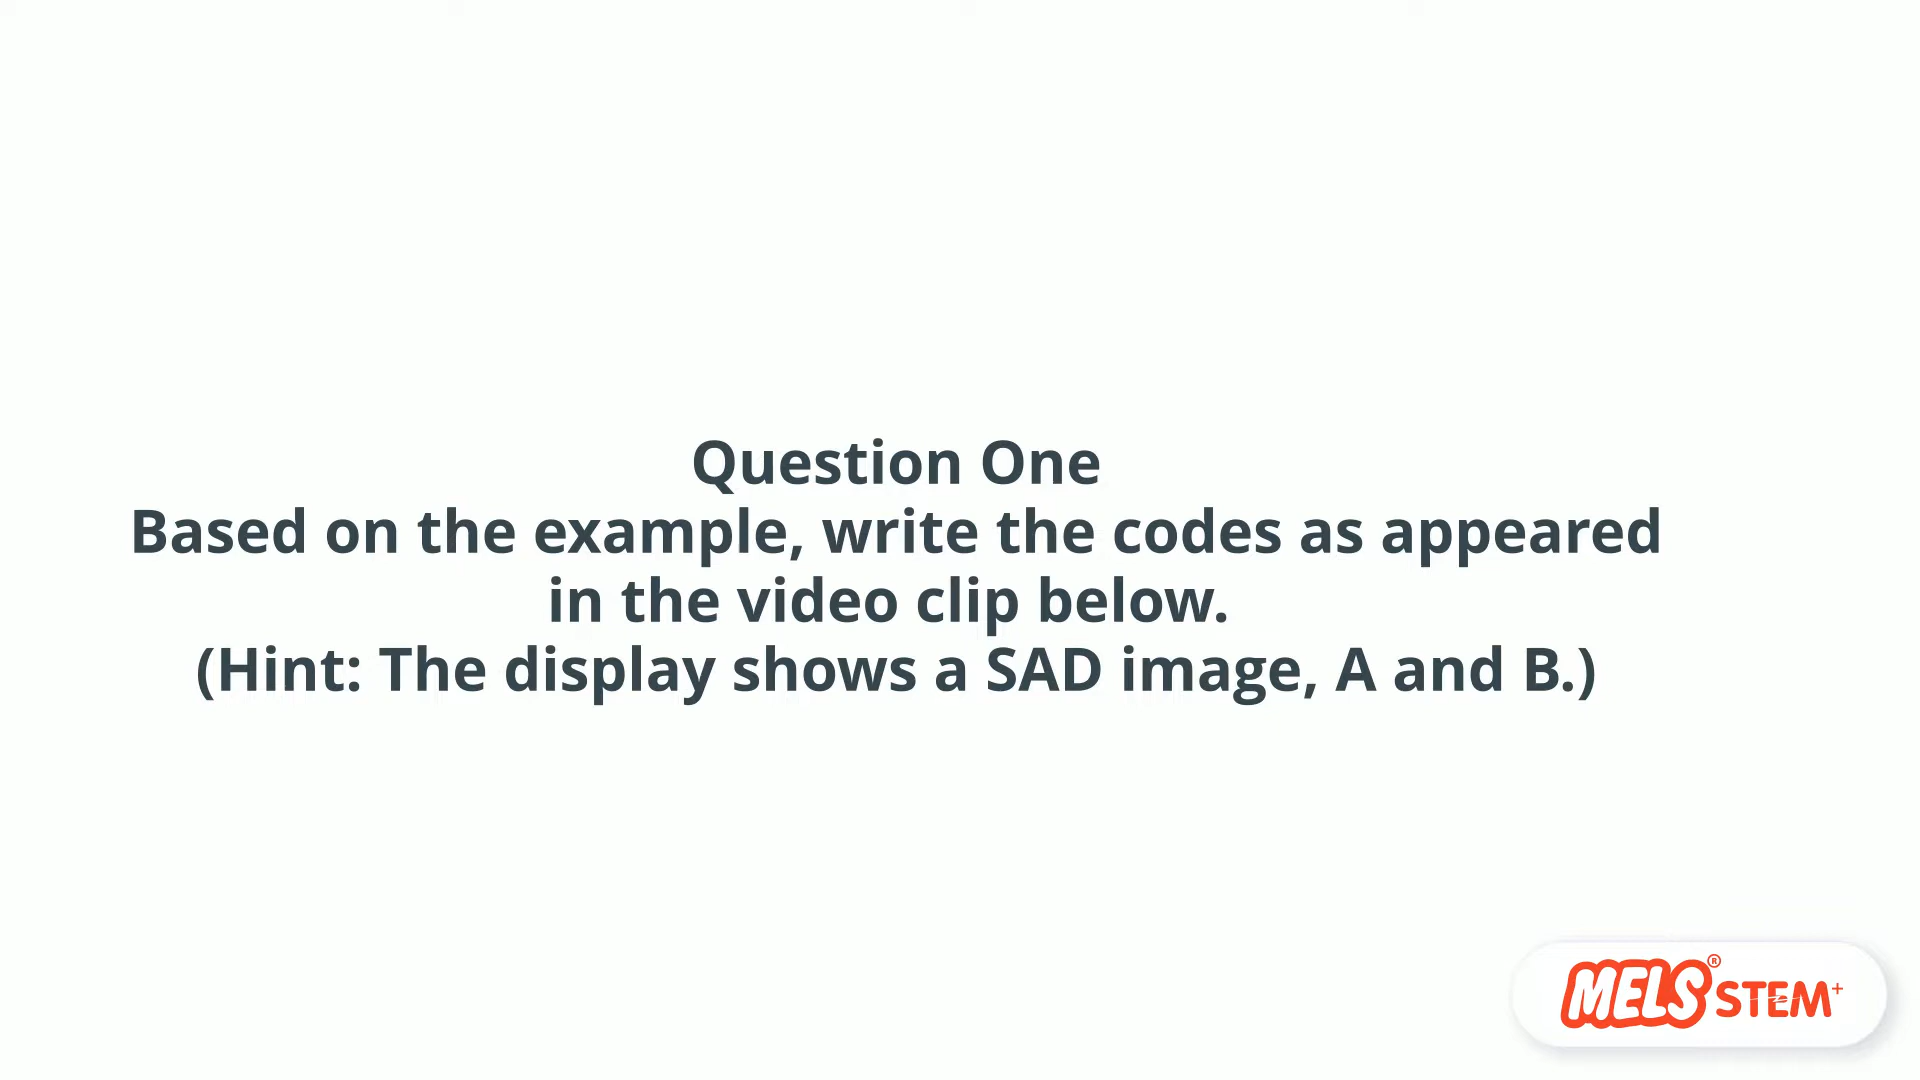 Question One
Based on the example, write the codes as appeared
in the video clip below.
(Hint: The display shows a SAD image, A and B.)
MELS® STEM+